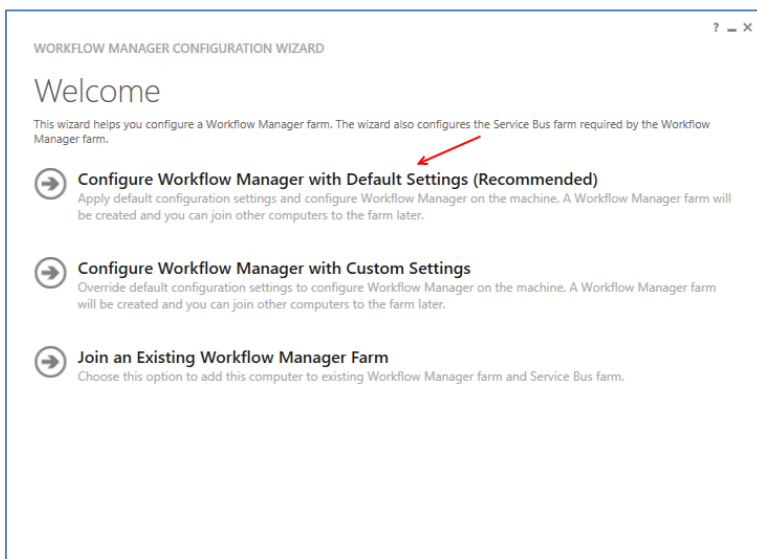 ? _ ×
WORKFLOW MANAGER CONFIGURATION WIZARD
Welcome
This wizard helps you configure a Workflow Manager farm. The wizard also configures the Service Bus farm required by the Workflow
Manager farm.
Configure Workflow Manager with Default Settings (Recommended)
Apply default configuration settings and configure Workflow Manager on the machine. A Workflow Manager farm will
be created and you can join other computers to the farm later.
Configure Workflow Manager with Custom Settings
Override default configuration settings to configure Workflow Manager on the machine. A Workflow Manager farm
will be created and you can join other computers to the farm later.
Join an Existing Workflow Manager Farm
Choose this option to add this computer to existing Workflow Manager farm and Service Bus farm.